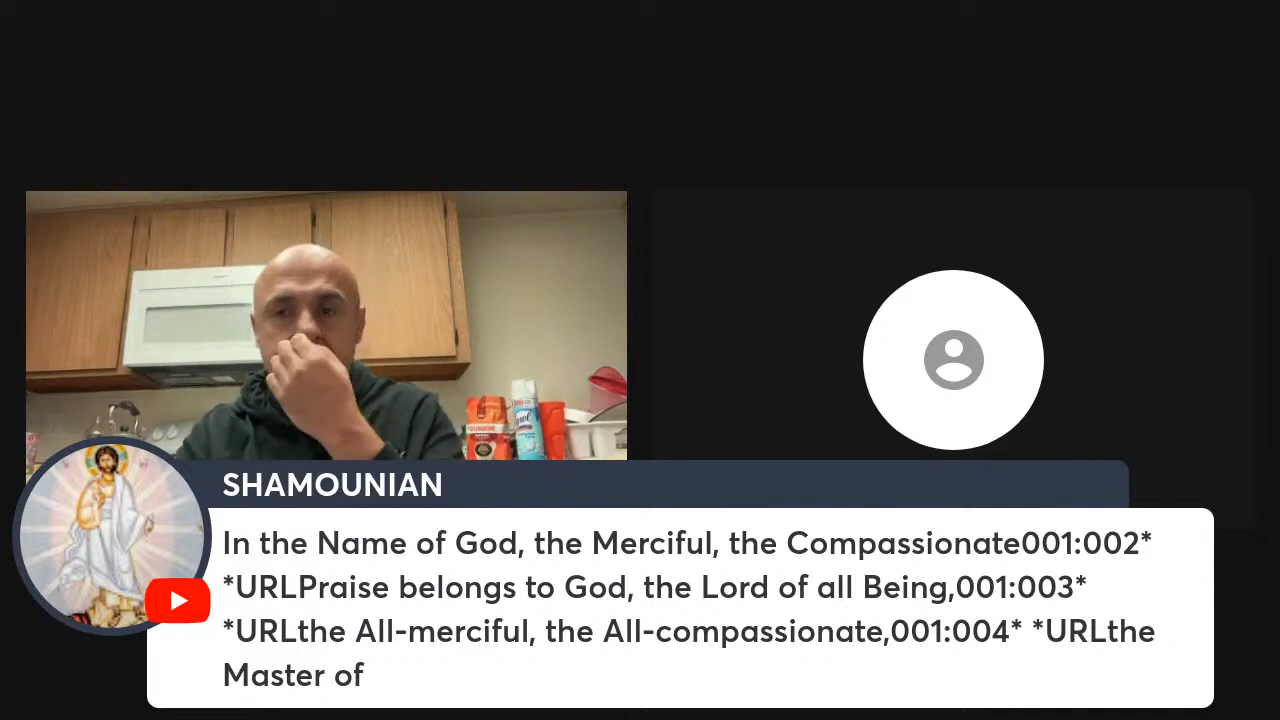 DUNKIN'
SHAMOUNIAN
In the Name of God, the Merciful, the Compassionate001:002*
*URLPraise belongs to God, the Lord of all Being,001:003*
*URLthe All-merciful, the All-compassionate,001:004* *URLthe
Master of